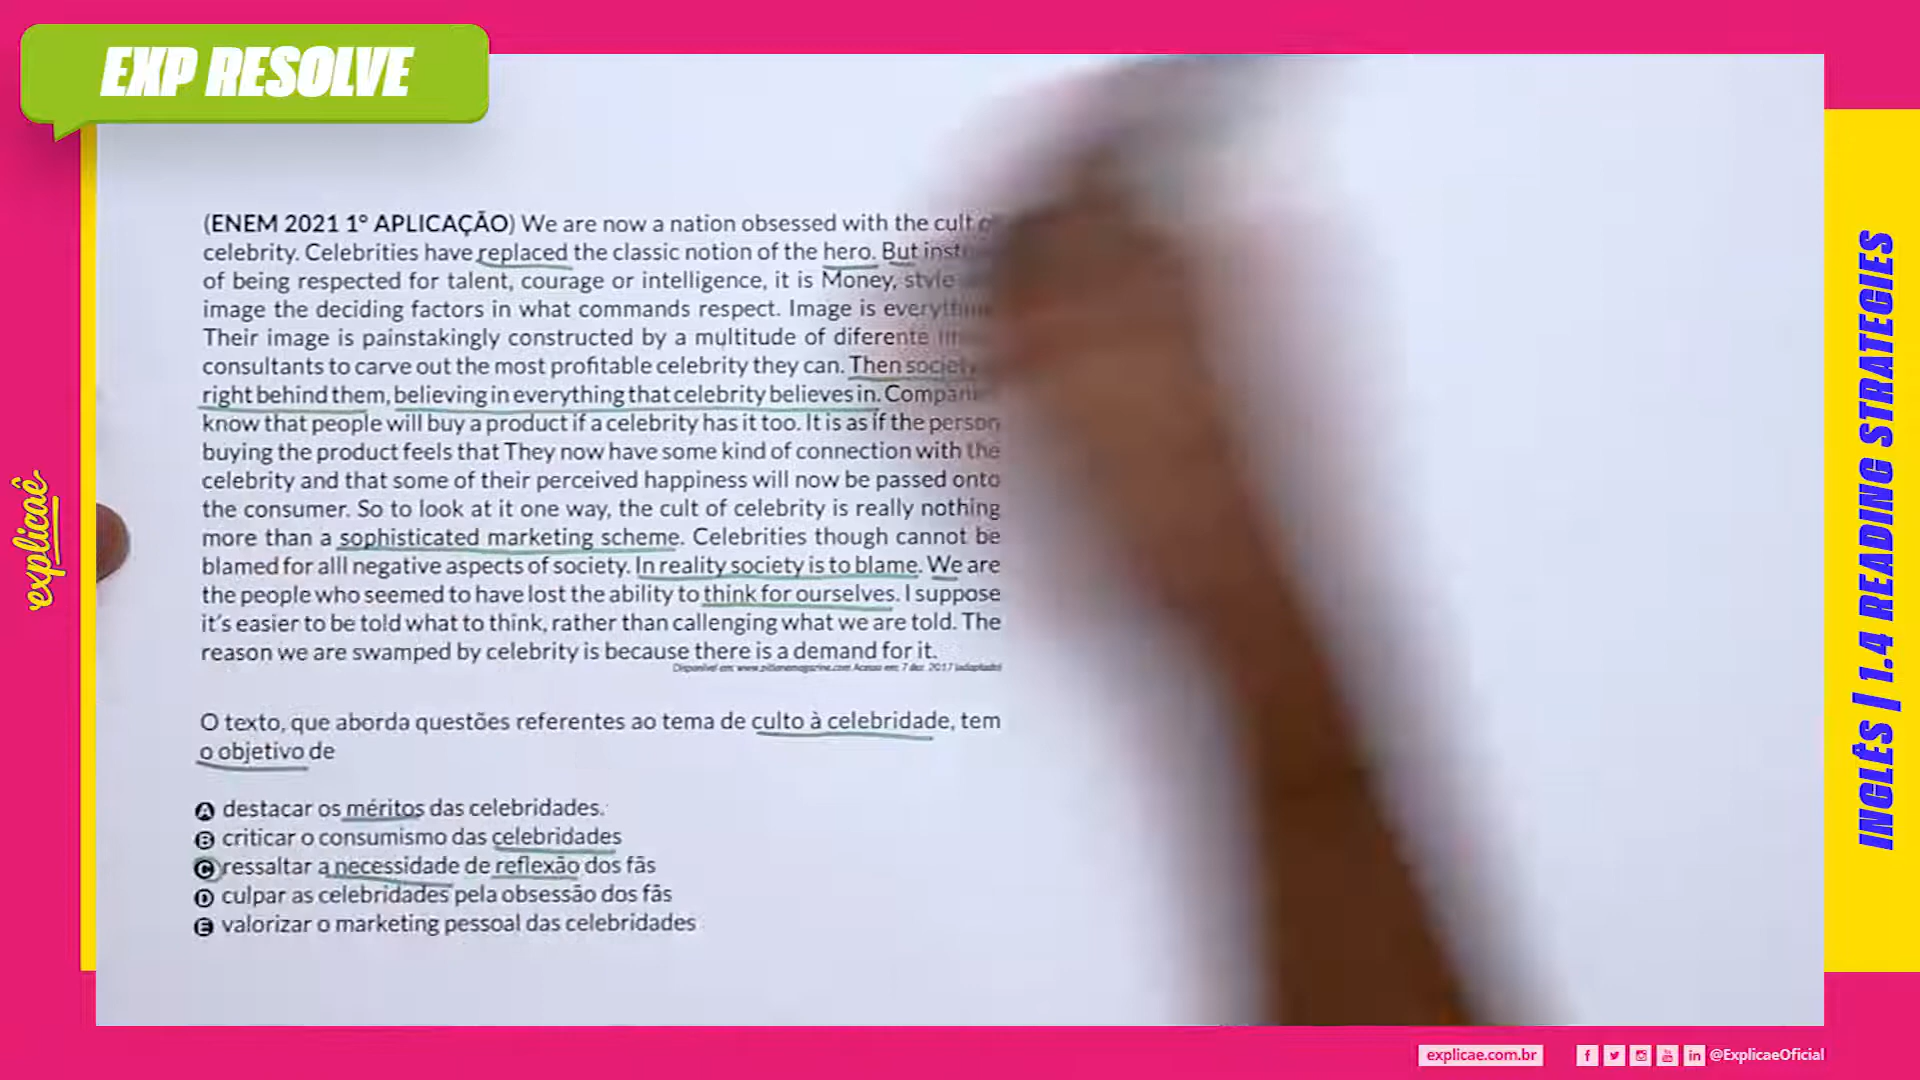 EXP RESOLVE
(ENEM 2021 1º APLICAÇÃO) We are now a nation obsessed with the cult
celebrity. Celebrities have replaced the classic notion of the hero. But
of being respected for talent, courage or intelligence, it is Money, style
image the deciding factors in what commands respect. Image is everything
Their image is painstakingly constructed by a multitude of diferente
consultants to carve out the most profitable celebrity they can. Then society
right behind them, believing in everything that celebrity believes in.
know that people will buy a product if a celebrity has it too. It is as if the person
buying the product feels that They now have some kind of connection with the
celebrity and that some of their perceived happiness will now be passed onto
the consumer. So to look at it one way, the cult of celebrity is really nothing
more than a sophisticated marketing scheme. Celebrities though cannot be
blamed for alll negative aspects of society. In reality society is to blame. We are
the people who seemed to have lost the ability to think for ourselves. I suppose
it's easier to be told what to think, rather than callenging what we are told. The
reason we are swamped by celebrity is because there is a demand for it.
Disponível em: Acesso em: 7 dez. 2017 (adaptado)
O texto, que aborda questões referentes ao tema de culto à celebridade, tem
o objetivo de
A destacar os méritos das celebridades.
B criticar o consumismo das celebridades
C ressaltar a necessidade de reflexão dos fãs
D culpar as celebridades pela obsessão dos fãs
E valorizar o marketing pessoal das celebridades
explicaê
INGLÊS | 1.4 READING STRATEGIES
explicae.com.br
@ExplicaeOficial